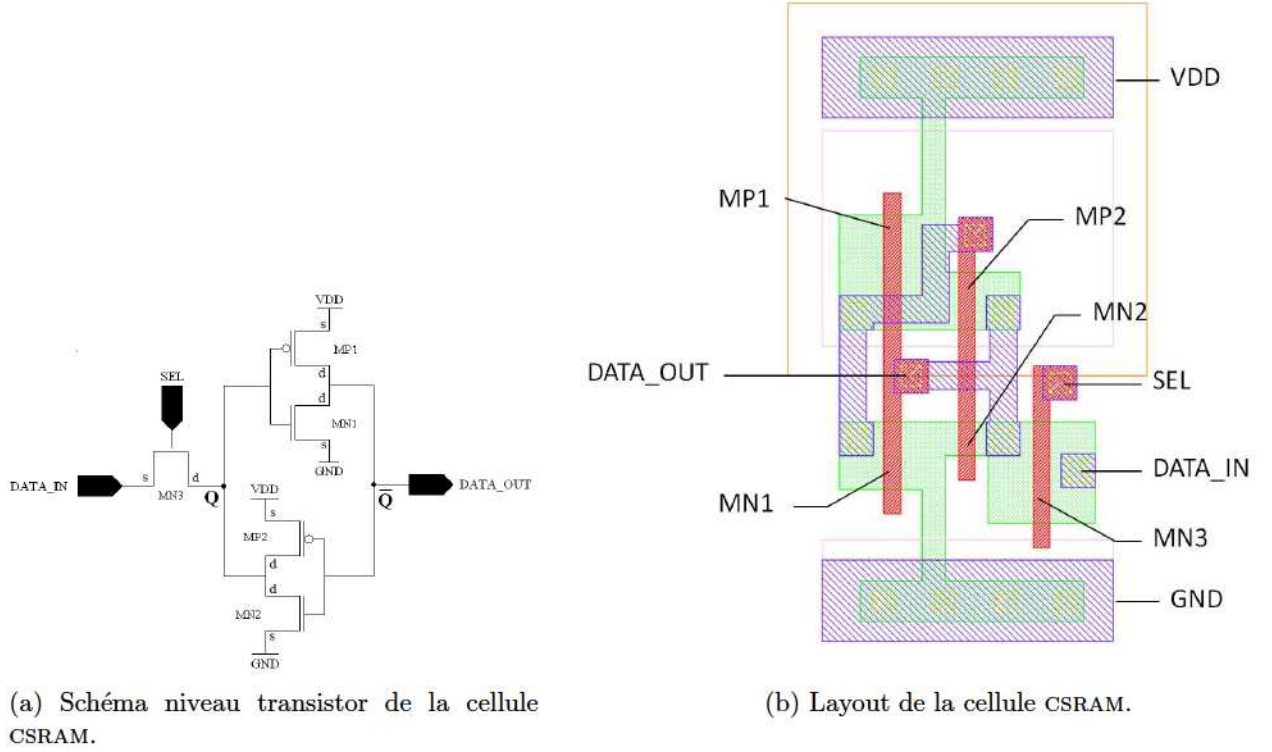 VDD
s
MP1
SEL
d
d
MN1
s
GND
DATA_IN
s
d
MN3
Q
VDD
Q̅
DATA_OUT
s
MP2
d
d
MN2
s
GND
(a) Schéma niveau transistor de la cellule
CSRAM.
VDD
MP1
MP2
MN2
DATA_OUT
SEL
DATA_IN
MN1
MN3
GND
(b) Layout de la cellule CSRAM.